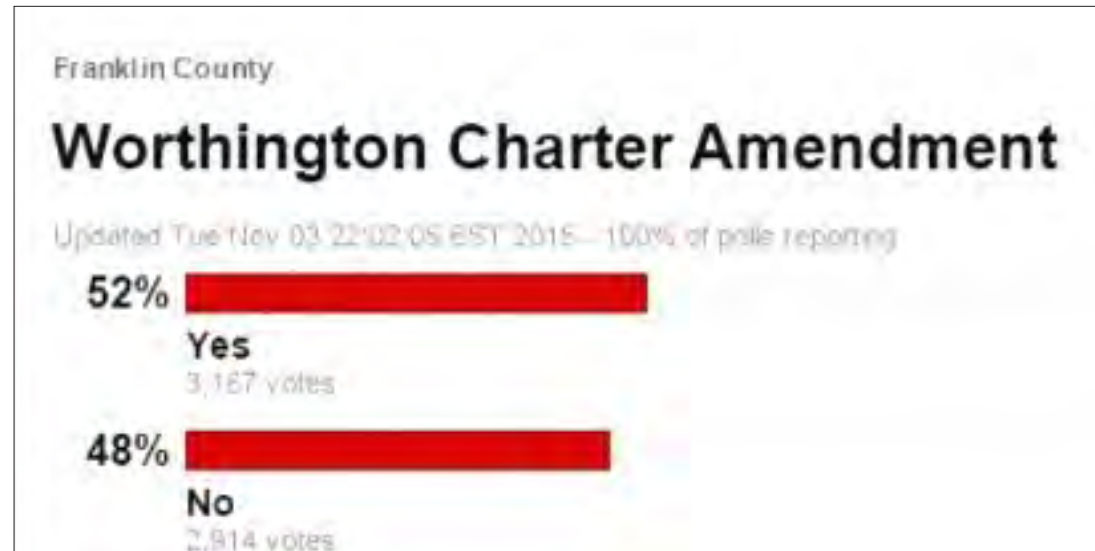 Franklin County
Worthington Charter Amendment
Updated Tue Nov 03 22:02:05 EST 2015 - 100% of polls reporting
52%
Yes
3,167 votes
48%
No
2,914 votes